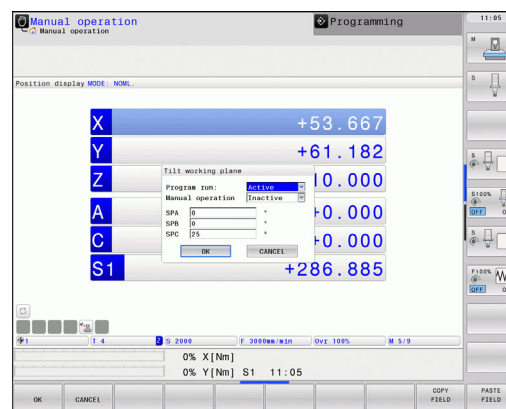 Manual operation
Manual operation
Programming
11:05
M
Position display MODE: NOML.
S
X +53.667
Y +61.182
Z 10.000
A +0.000
C +0.000
S1 +286.885
Tilt working plane
Program run: Active
Manual operation Inactive
SPA 0 °
SPB 0 °
SPC 25 °
OK CANCEL
S
S100%
OFF
S
F100%
OFF
1 T 4 Z S 2000 F 3000mm/min Ovr 100% M 5/9
0% X[Nm]
0% Y[Nm] S1 11:05
OK CANCEL COPY FIELD PASTE FIELD